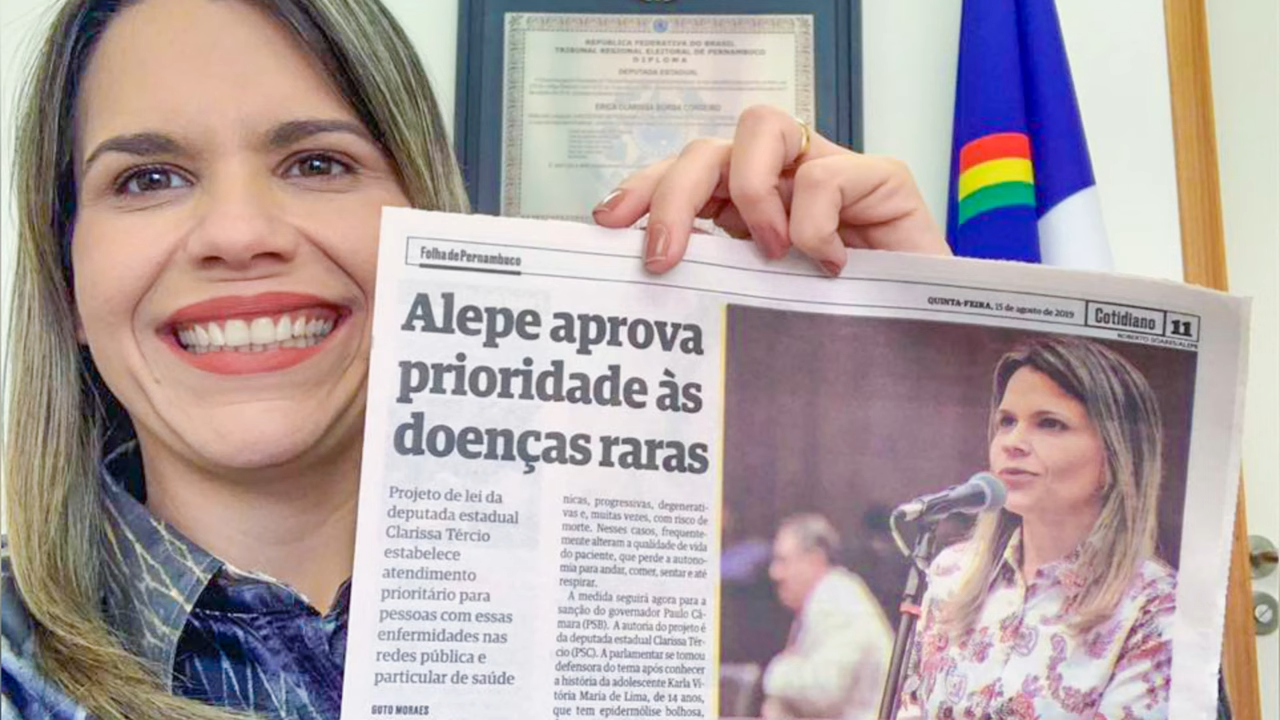 REPÚBLICA FEDERATIVA DO BRASIL
TRIBUNAL REGIONAL ELEITORAL DE PERNAMBUCO
DIPLOMA
DEPUTADA ESTADUAL
Folha de Pernambuco
QUINTA-FEIRA, 15 de agosto de 2019
Cotidiano 11
ROBERTO SOARES/ALEPE
Alepe aprova
prioridade às
doenças raras
Projeto de lei da
deputada estadual
Clarissa Tércio
estabelece
atendimento
prioritário para
pessoas com essas
enfermidades nas
redes pública e
particular de saúde
GUTO MORAES
nicas, progressivas, degenerati-
vas e, muitas vezes, com risco de
morte. Nesses casos, frequente-
mente alteram a qualidade de vida
do paciente, que perde a autono-
mia para andar, comer, sentar e até
respirar.
A medida seguirá agora para a
sanção do governador Paulo Câ-
mara (PSB). A autoria do projeto é
da deputada estadual Clarissa Tér-
cio (PSC). A parlamentar se tomou
defensora do tema após conhecer
a história da adolescente Karla Vi-
tória Maria de Lima, de 14 anos,
que tem epidermólise bolhosa,